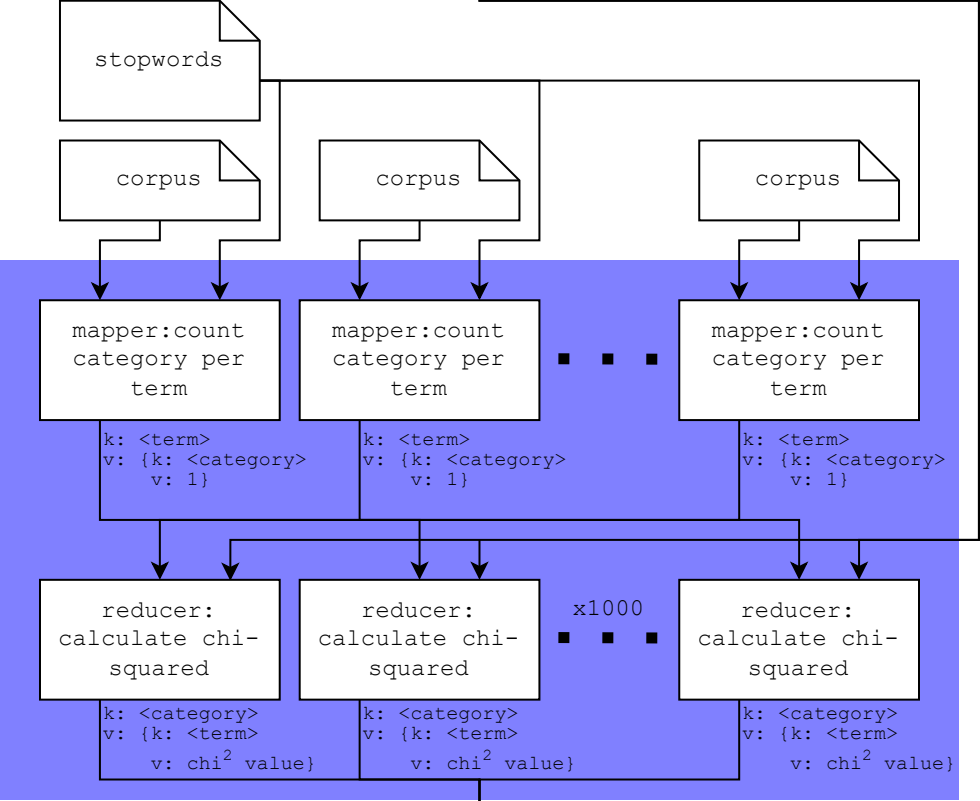 stopwords
corpus
corpus
corpus
mapper:count
category per
term
mapper:count
category per
term
mapper:count
category per
term
k: <term>
v: {k: <category>
v: 1}
k: <term>
v: {k: <category>
v: 1}
k: <term>
v: {k: <category>
v: 1}
reducer:
calculate chi-
squared
reducer:
calculate chi-
squared
x1000
reducer:
calculate chi-
squared
k: <category>
v: {k: <term>
v: chi² value}
k: <category>
v: {k: <term>
v: chi² value}
k: <category>
v: {k: <term>
v: chi² value}